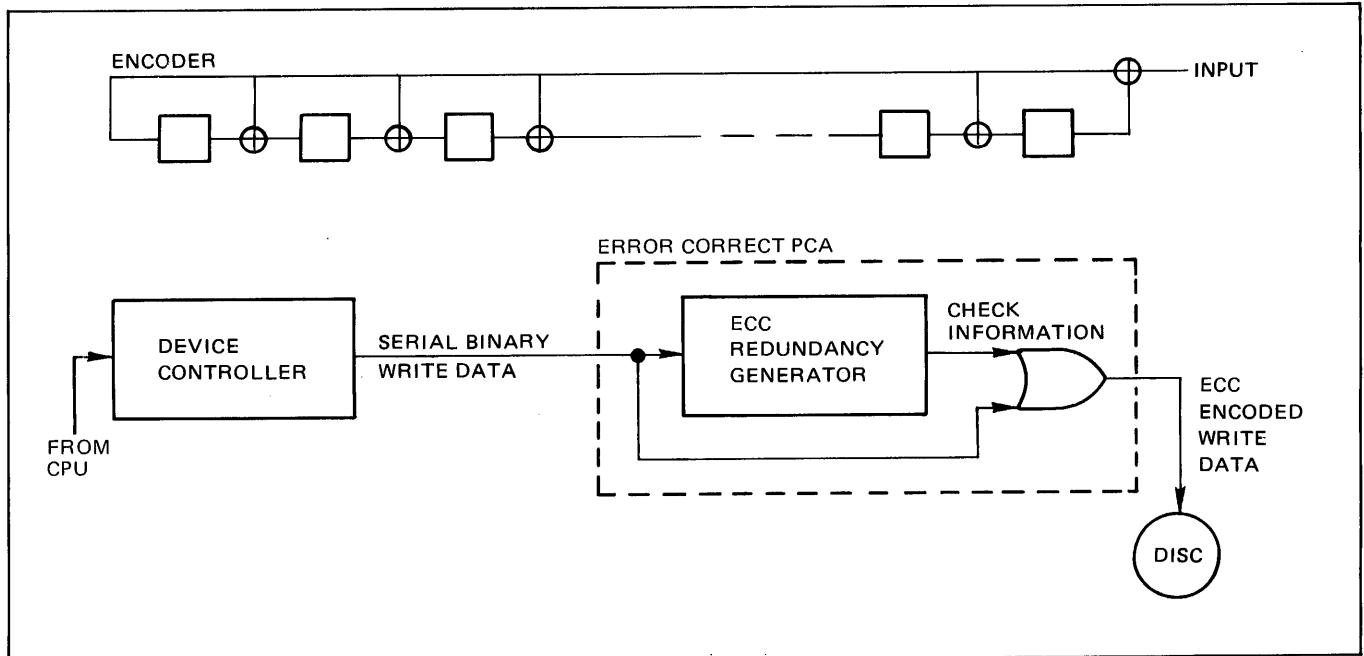 ENCODER
INPUT
ERROR CORRECT PCA
DEVICE
CONTROLLER
SERIAL BINARY
WRITE DATA
ECC
REDUNDANCY
GENERATOR
CHECK
INFORMATION
ECC
ENCODED
WRITE
DATA
FROM
CPU
DISC